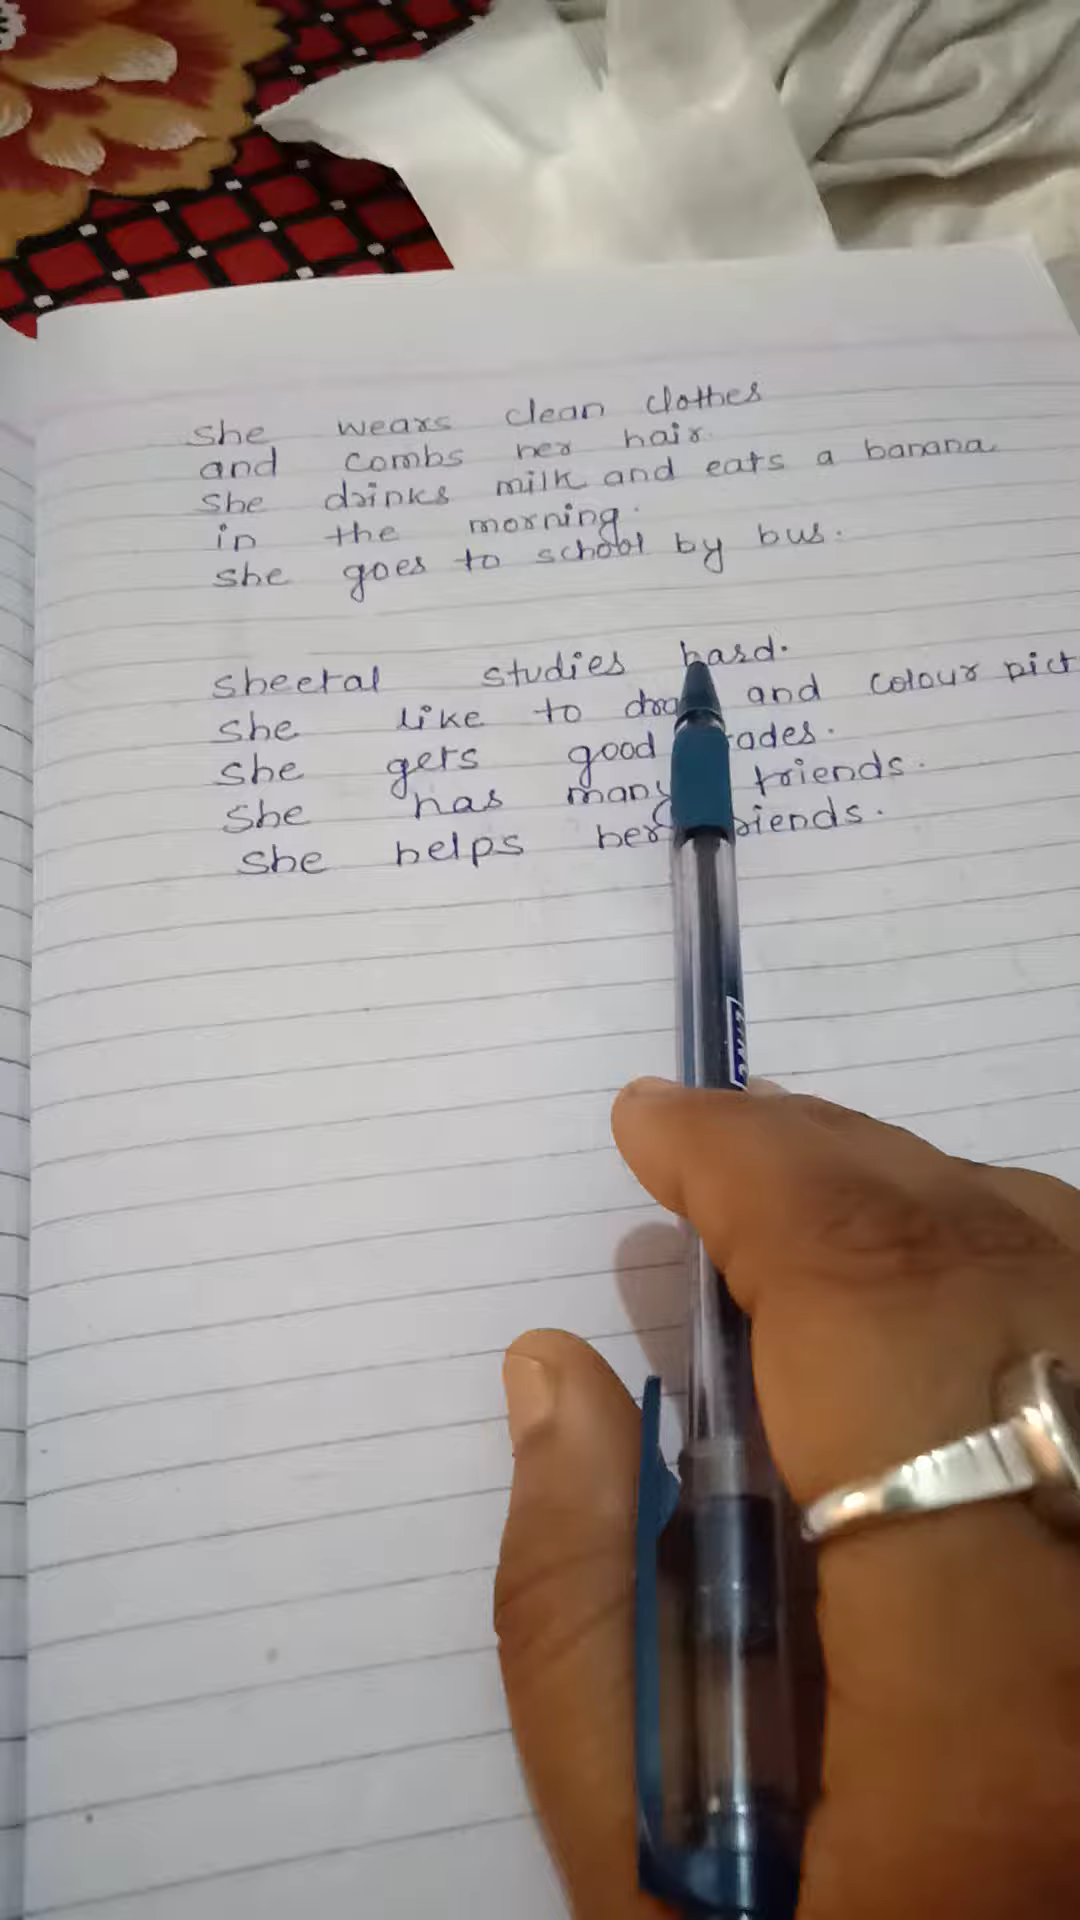 She wears clean clothes
and combs her hair.
She drinks milk and eats a banana
in the morning.
She goes to school by bus.
Sheetal studies hard.
She like to and colour
She gets good
She has many friends.
She helps her